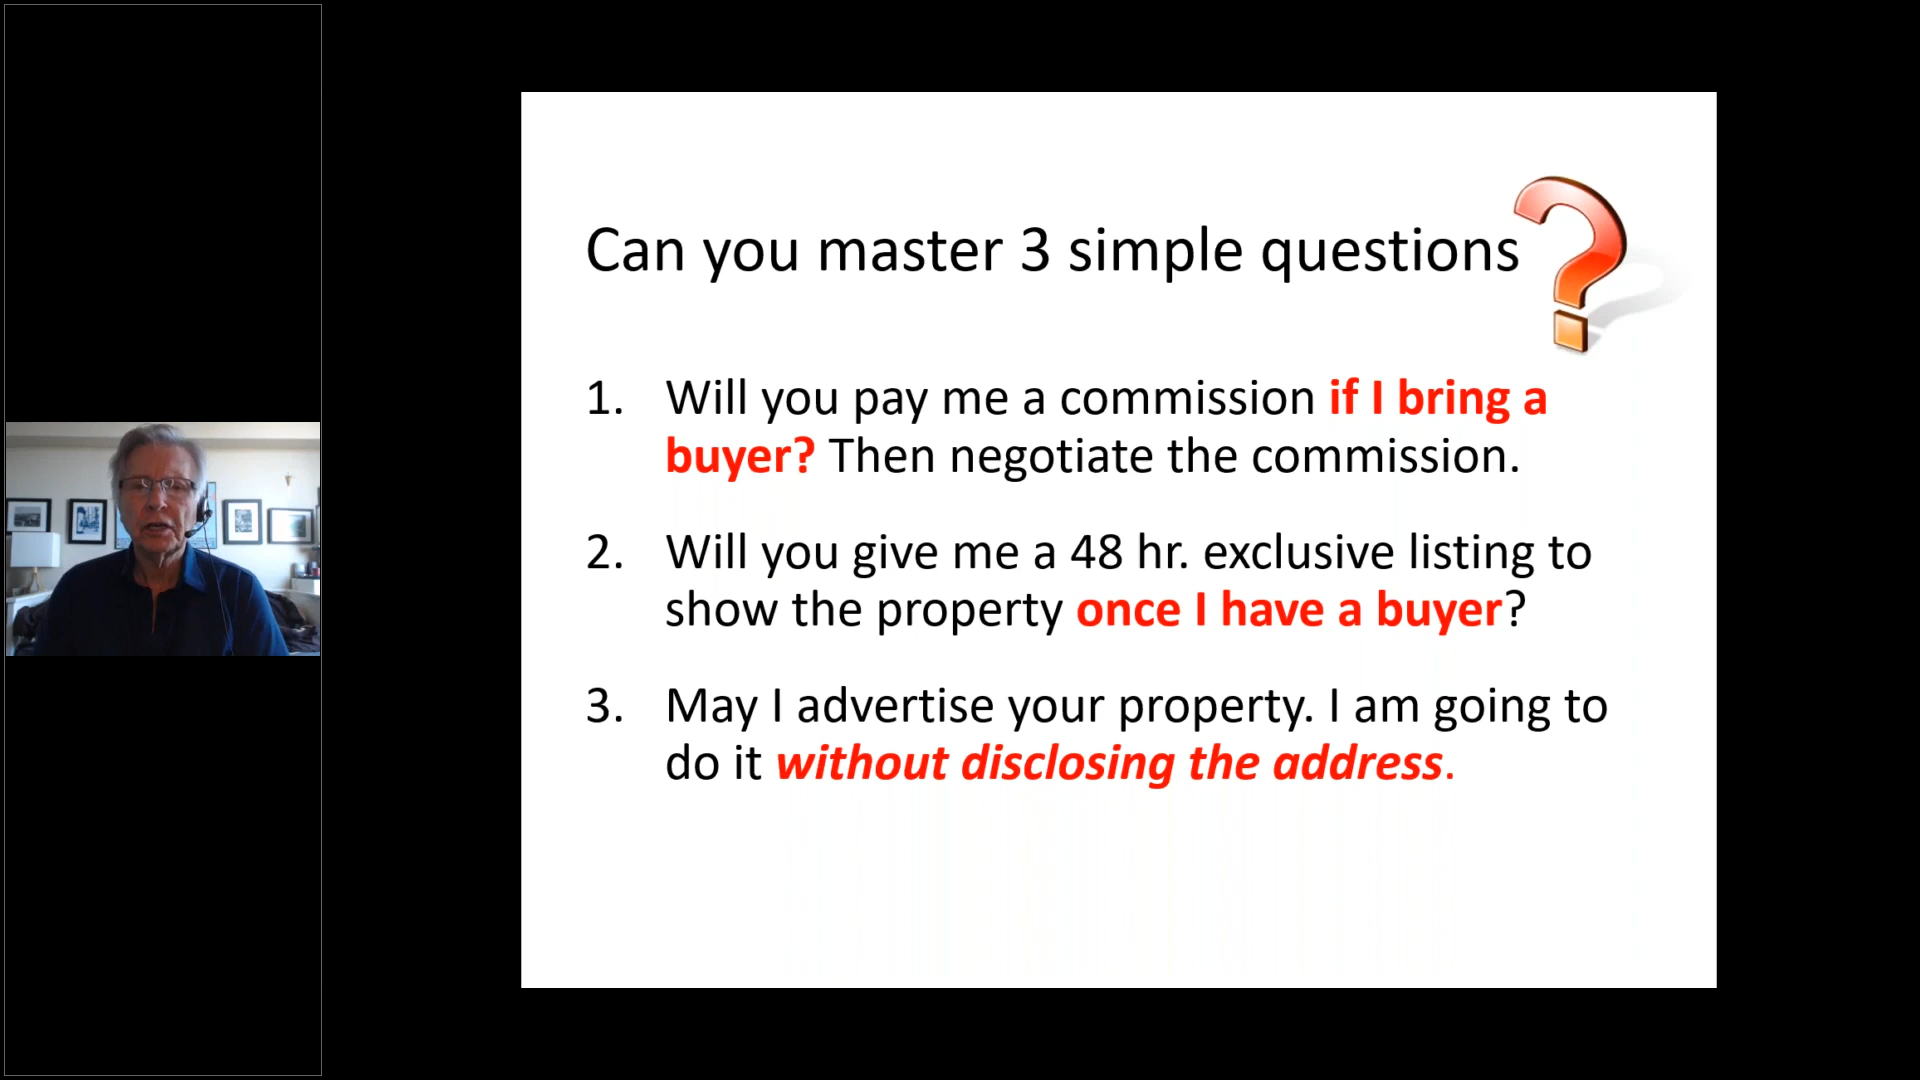 Can you master 3 simple questions?
1. Will you pay me a commission if I bring a
buyer? Then negotiate the commission.
2. Will you give me a 48 hr. exclusive listing to
show the property once I have a buyer?
3. May I advertise your property. I am going to
do it without disclosing the address.